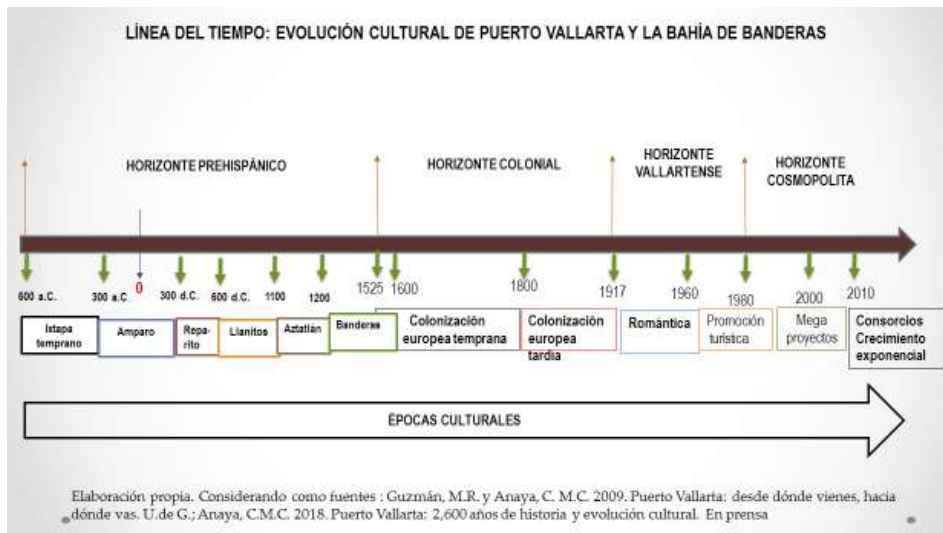 LÍNEA DEL TIEMPO: EVOLUCIÓN CULTURAL DE PUERTO VALLARTA Y LA BAHÍA DE BANDERAS
HORIZONTE PREHISPÁNICO
HORIZONTE COLONIAL
HORIZONTE
VALLARTENSE
HORIZONTE
COSMOPOLITA
600 a.C.
300 a.C.
0
300 d.C.
600 d.C.
1100
1200
1525
1600
1800
1917
1960
1980
2000
2010
Ixtapa
temprano
Amparo
Repa-
rito
Llanitos
Aztatlán
Banderas
Colonización
europea temprana
Colonización
europea
tardia
Romántica
Promoción
turística
Mega
proyectos
Consorcios
Crecimiento
exponencial
ÉPOCAS CULTURALES
Elaboración propia. Considerando como fuentes : Guzmán, M.R. y Anaya, C. M.C. 2009. Puerto Vallarta: desde dónde vienes, hacia
dónde vas. U.de G.; Anaya, C.M.C. 2018. Puerto Vallarta: 2,600 años de historia y evolución cultural. En prensa